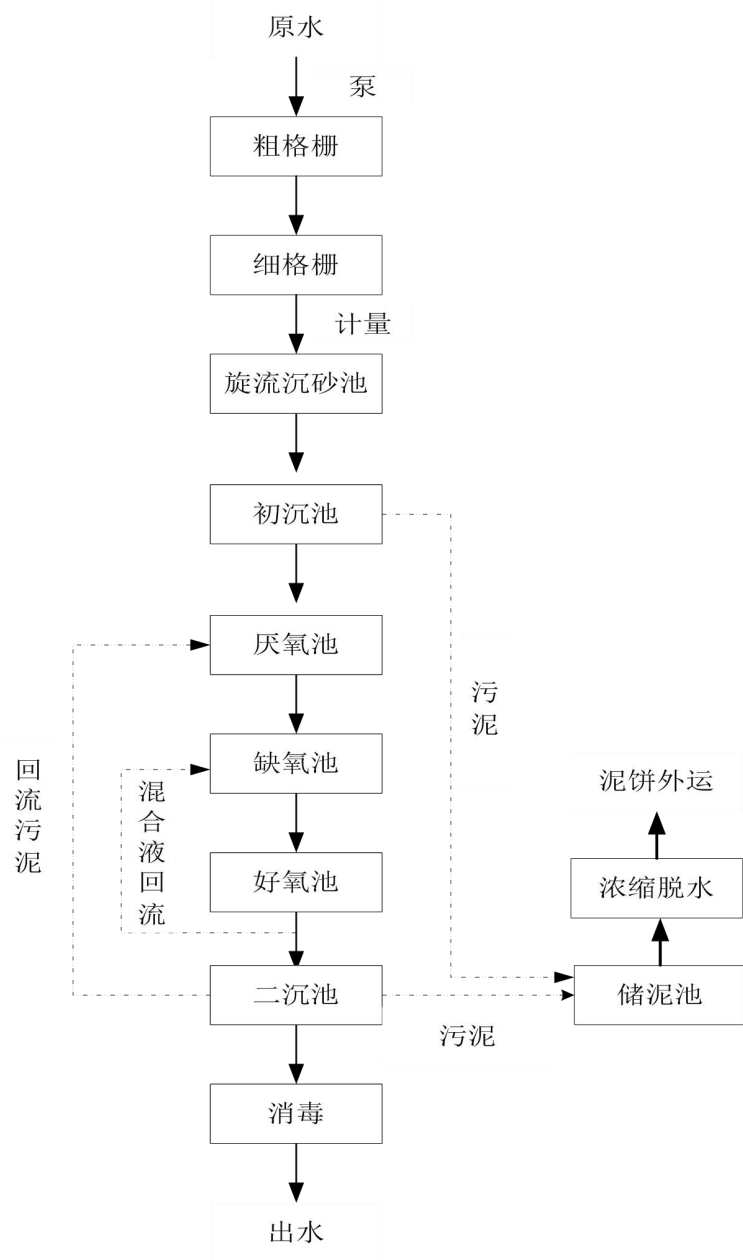 原水
泵
粗格栅
细格栅
计量
旋流沉砂池
初沉池
厌氧池
污泥
缺氧池
回流污泥
混合液回流
泥饼外运
好氧池
浓缩脱水
二沉池
储泥池
污泥
消毒
出水